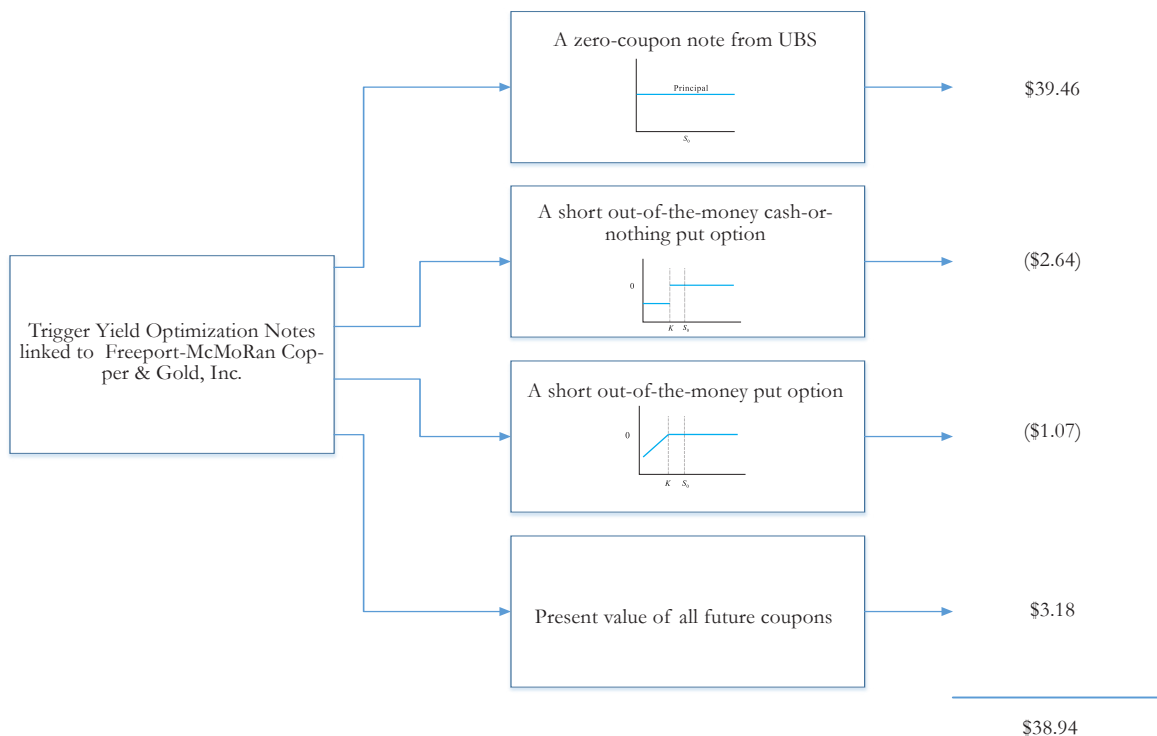 A zero-coupon note from UBS
Principal
S₀
$39.46
A short out-of-the-money cash-or-
nothing put option
0
K
S₀
($2.64)
Trigger Yield Optimization Notes
linked to Freeport-McMoRan Cop-
per & Gold, Inc.
A short out-of-the-money put option
0
K
S₀
($1.07)
Present value of all future coupons
$3.18
$38.94